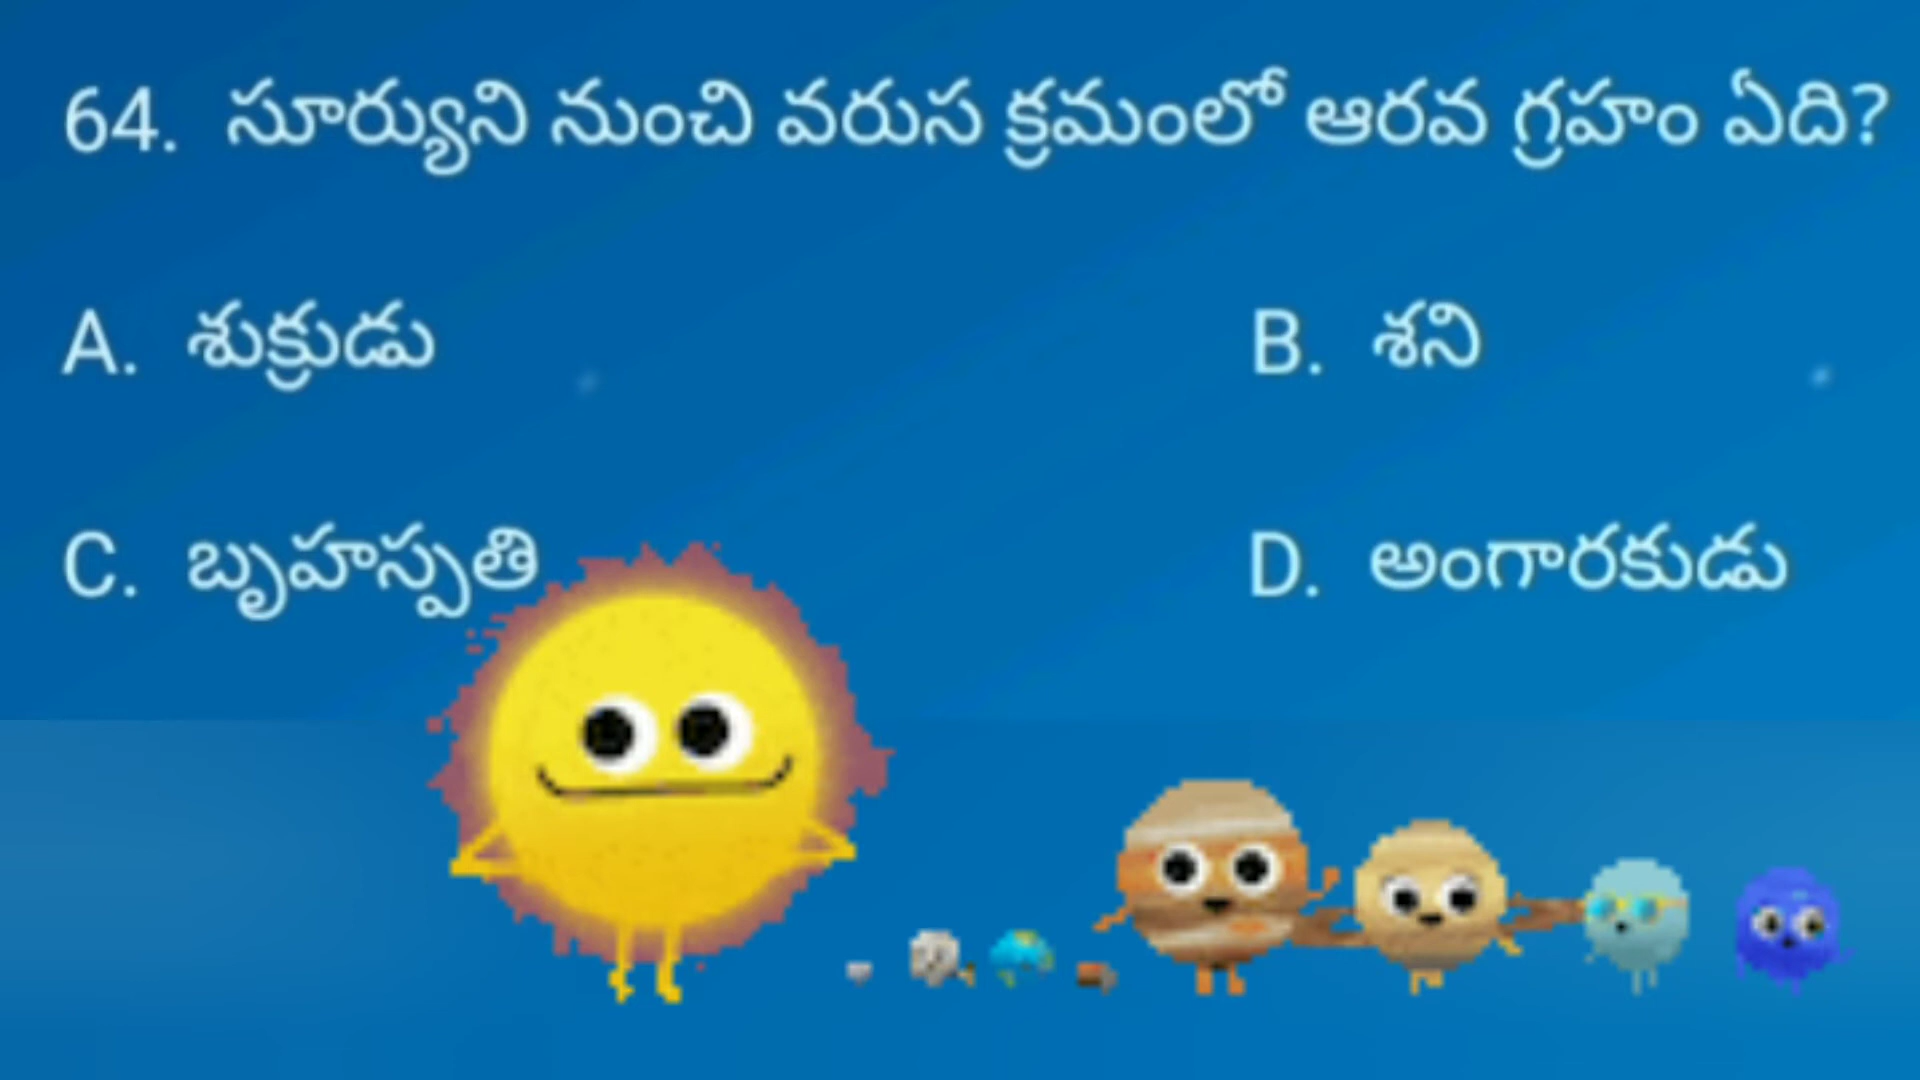 64. సూర్యుని నుంచి వరుస క్రమంలో ఆరవ గ్రహం ఏది?
A. శుక్రుడు
B. శని
C. బృహస్పతి
D. అంగారకుడు